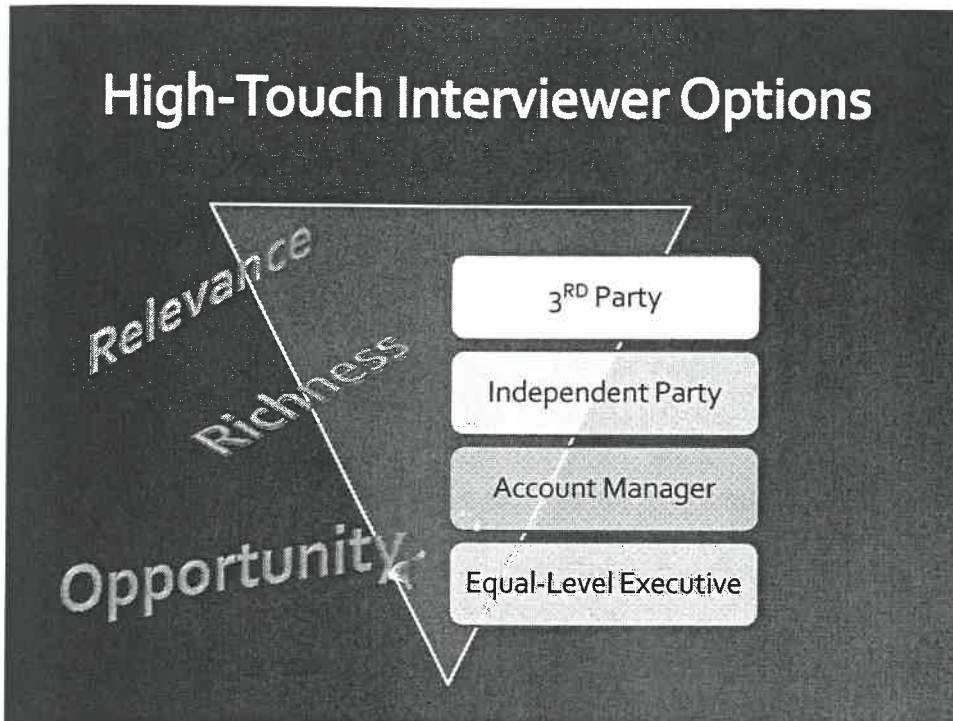 High-Touch Interviewer Options
Relevance
Richness
Opportunity
3RD Party
Independent Party
Account Manager
Equal-Level Executive